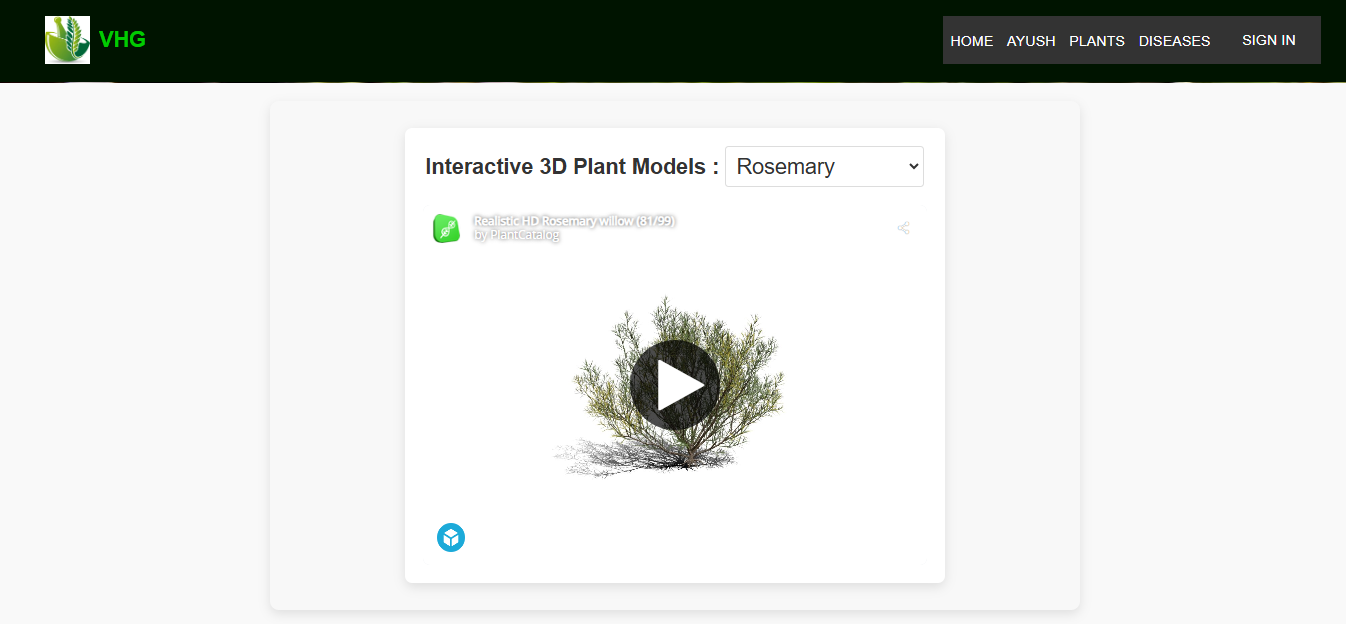 VHG
HOME AYUSH PLANTS DISEASES SIGN IN
Interactive 3D Plant Models : Rosemary
Realistic HD Rosemary willow (81/99)
by PlantCatalog